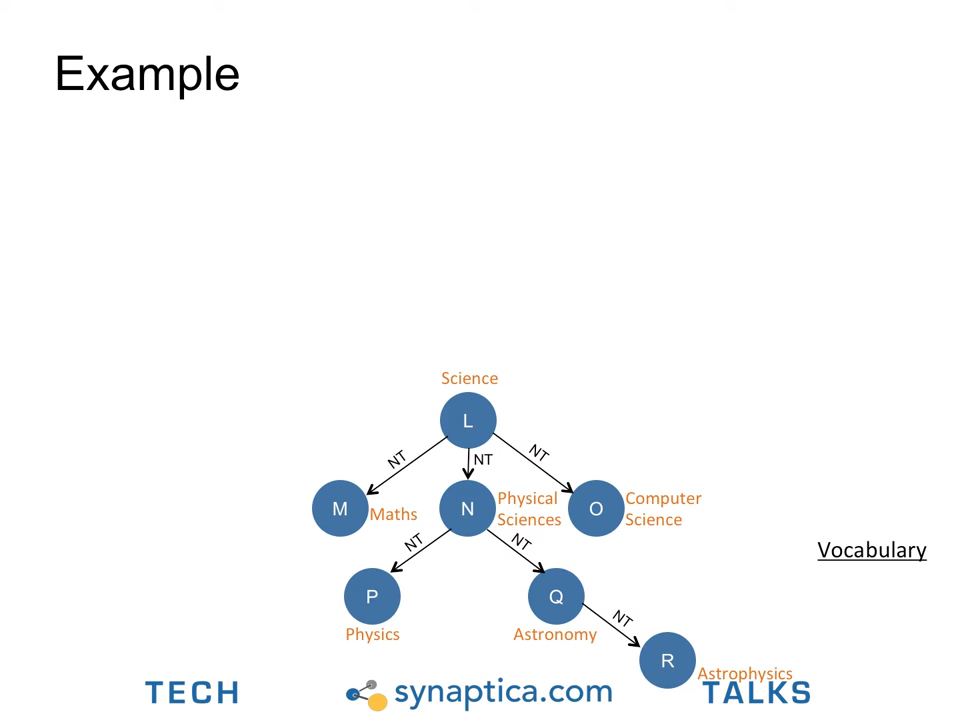 Example
Science
L
NT
NT
NT
M
Maths
N
Physical
Sciences
O
Computer
Science
NT
NT
Vocabulary
P
Q
NT
Physics
Astronomy
R
Astrophysics
TECH
synaptica.com
TALKS